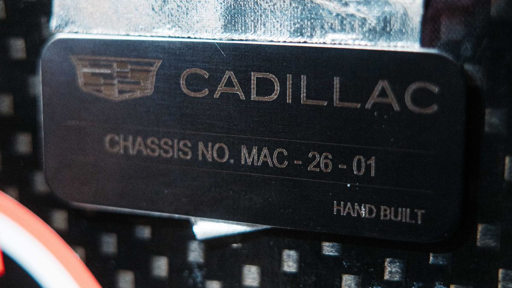 CADILLAC
CHASSIS NO. MAC - 26 - 01
HAND BUILT